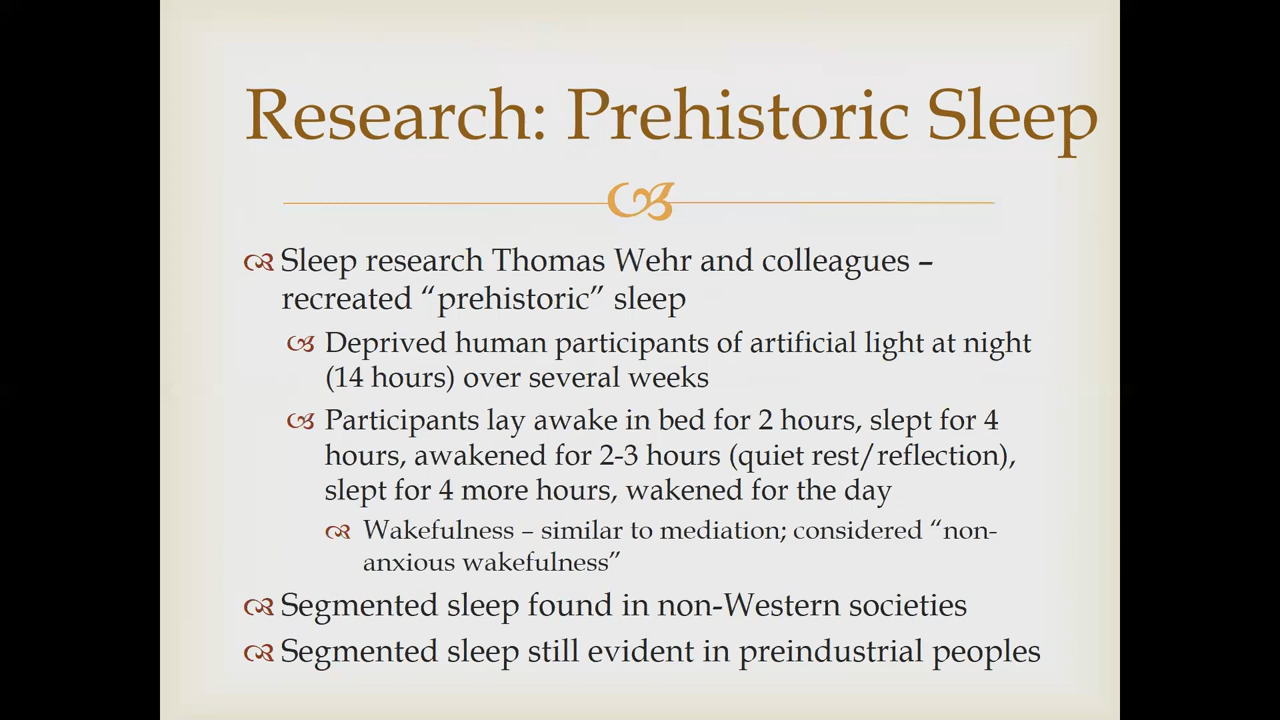 Research: Prehistoric Sleep
Sleep research Thomas Wehr and colleagues –
recreated “prehistoric” sleep
Deprived human participants of artificial light at night
(14 hours) over several weeks
Participants lay awake in bed for 2 hours, slept for 4
hours, awakened for 2-3 hours (quiet rest/reflection),
slept for 4 more hours, wakened for the day
Wakefulness – similar to mediation; considered “non-
anxious wakefulness”
Segmented sleep found in non-Western societies
Segmented sleep still evident in preindustrial peoples